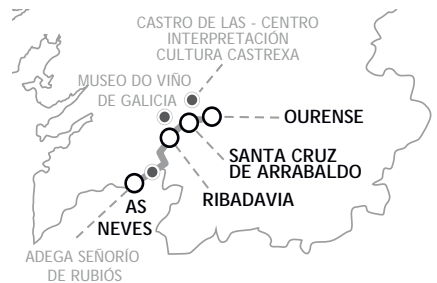 CASTRO DE LAS - CENTRO
INTERPRETACIÓN
CULTURA CASTREXA
MUSEO DO VIÑO
DE GALICIA
OURENSE
SANTA CRUZ
DE ARRABALDO
RIBADAVIA
AS
NEVES
ADEGA SEÑORÍO
DE RUBIÓS